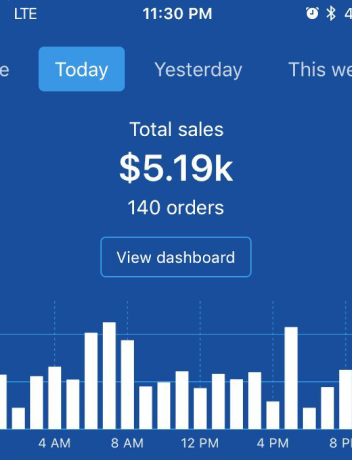 LTE 11:30 PM 4
e Today Yesterday This we
Total sales
$5.19k
140 orders
View dashboard
4 AM 8 AM 12 PM 4 PM 8 P